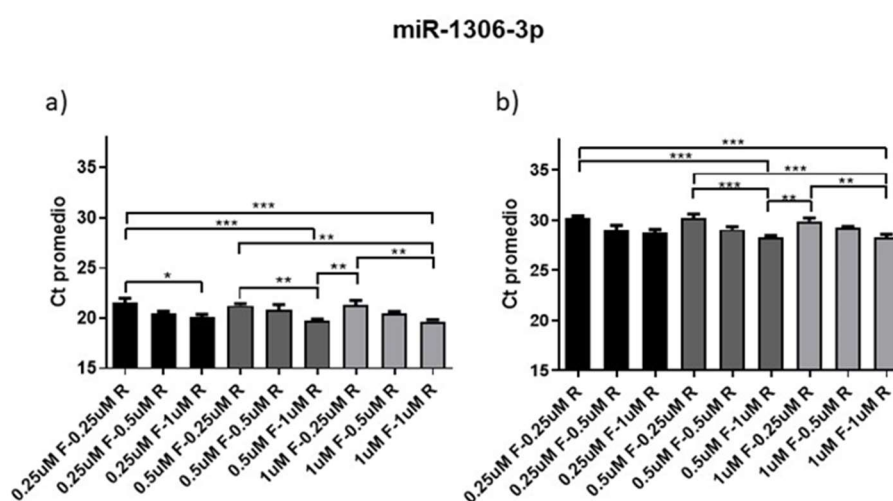 miR-1306-3p
a)
Ct promedio
35
30
25
20
15
***
***
**
**
*
**
**
0.25uM F-0.25uM R
0.25uM F-0.5uM R
0.25uM F-1uM R
0.5uM F-0.25uM R
0.5uM F-0.5uM R
0.5uM F-1uM R
1uM F-0.25uM R
1uM F-0.5uM R
1uM F-1uM R
b)
Ct promedio
35
30
25
20
15
***
***
***
***
**
**
0.25uM F-0.25uM R
0.25uM F-0.5uM R
0.25uM F-1uM R
0.5uM F-0.25uM R
0.5uM F-0.5uM R
0.5uM F-1uM R
1uM F-0.25uM R
1uM F-0.5uM R
1uM F-1uM R